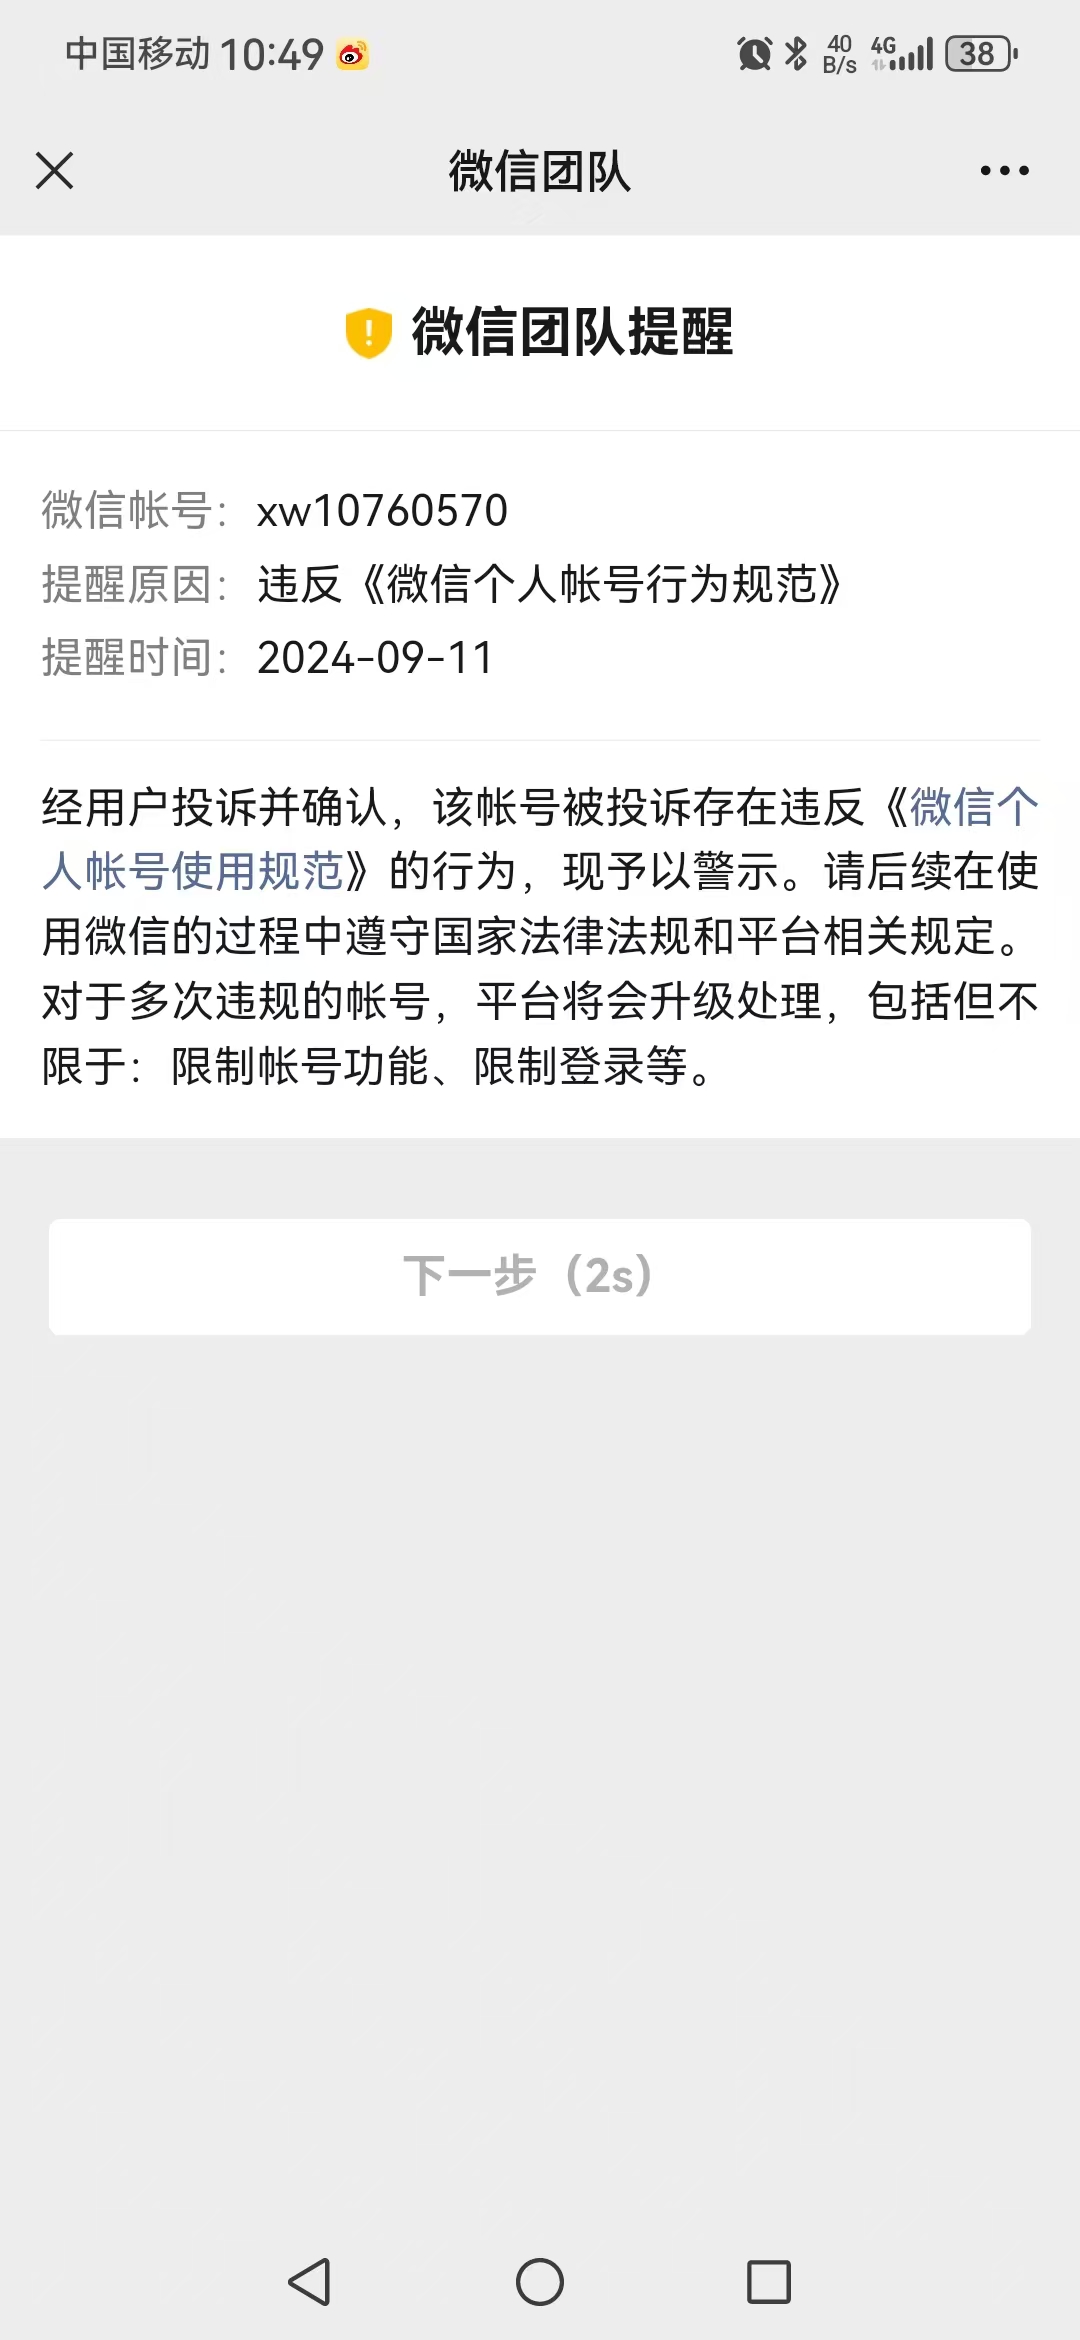 中国移动 10:49 40 B/s 4G 38
微信团队
微信团队提醒
微信帐号： xw10760570
提醒原因： 违反《微信个人帐号行为规范》
提醒时间： 2024-09-11
经用户投诉并确认，该帐号被投诉存在违反《微信个
人帐号使用规范》的行为，现予以警示。请后续在使
用微信的过程中遵守国家法律法规和平台相关规定。
对于多次违规的帐号，平台将会升级处理，包括但不
限于：限制帐号功能、限制登录等。
下一步（2s）